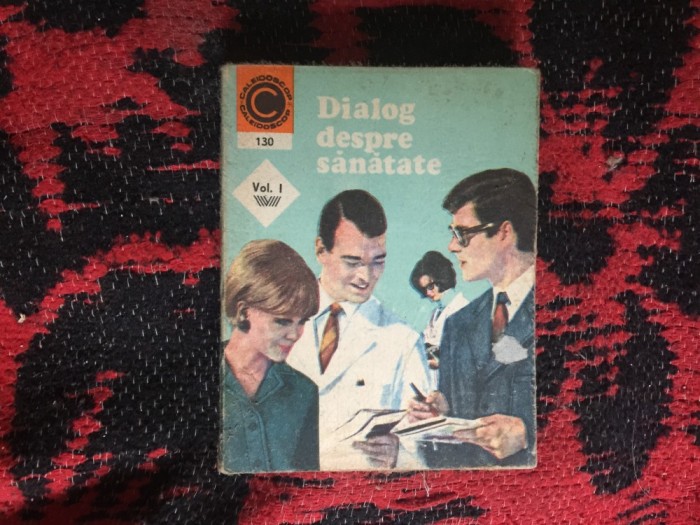 CALEIDOSCOP
C
CALEIDOSCOP
130
Dialog
despre
sănătate
Vol. I